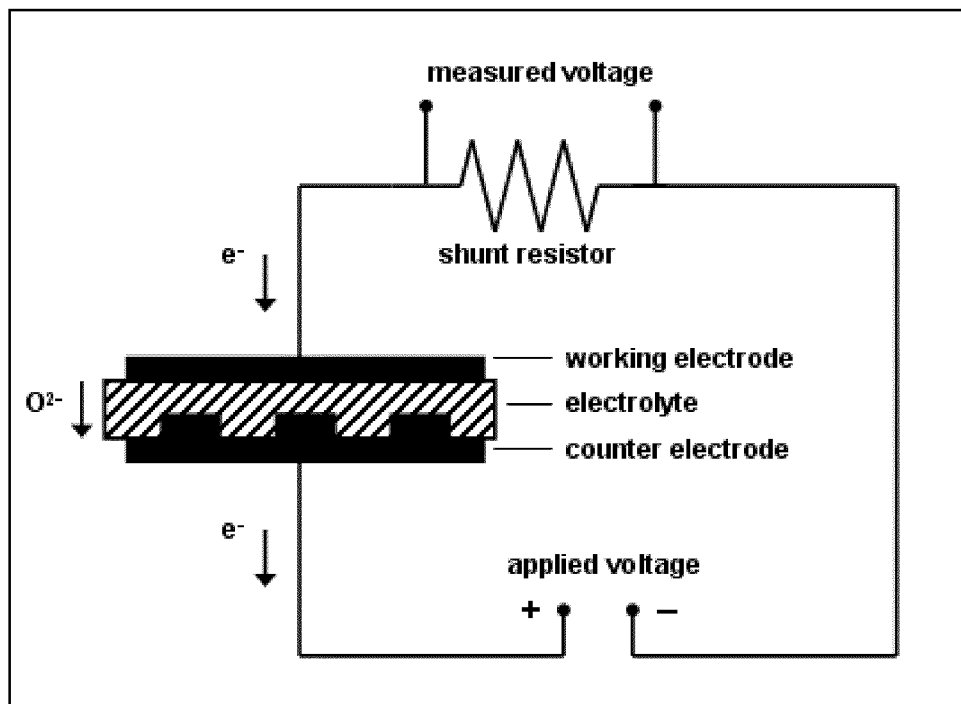 measured voltage
shunt resistor
e-
working electrode
O²⁻
electrolyte
counter electrode
e-
applied voltage
+ –